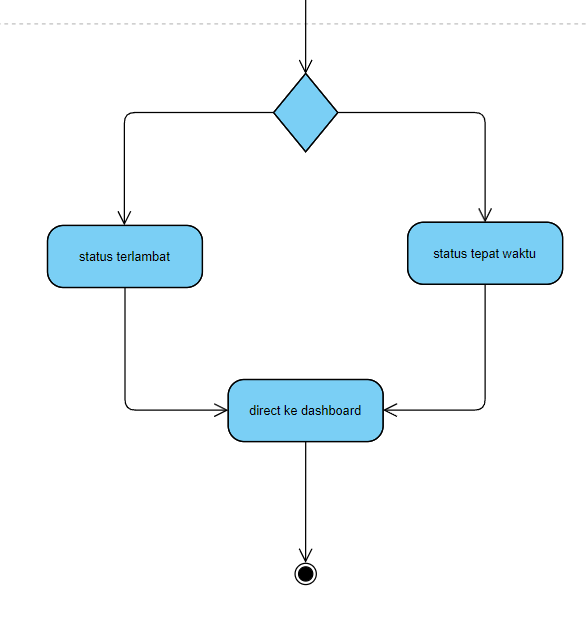 status terlambat
status tepat waktu
direct ke dashboard